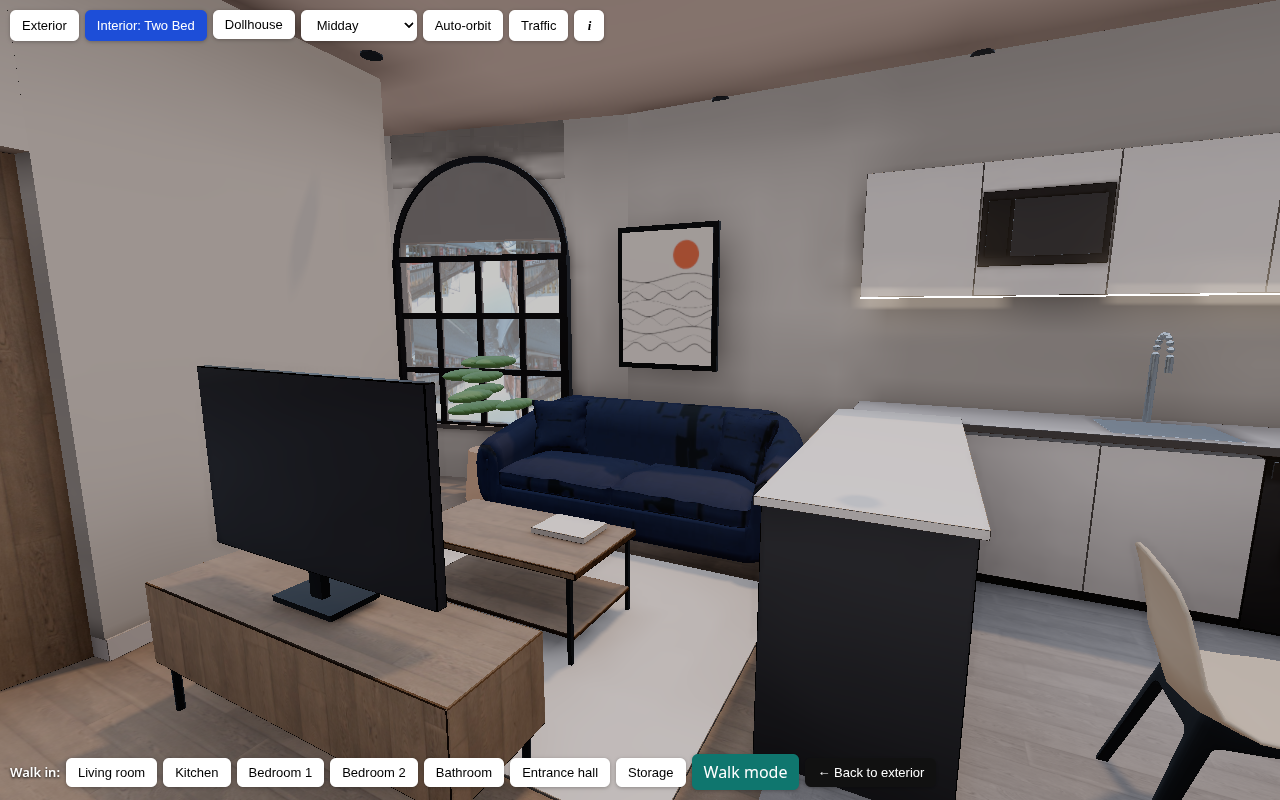 Exterior
Interior: Two Bed
Dollhouse
Midday
Auto-orbit
Traffic
i
Walk in:
Living room
Kitchen
Bedroom 1
Bedroom 2
Bathroom
Entrance hall
Storage
Walk mode
← Back to exterior